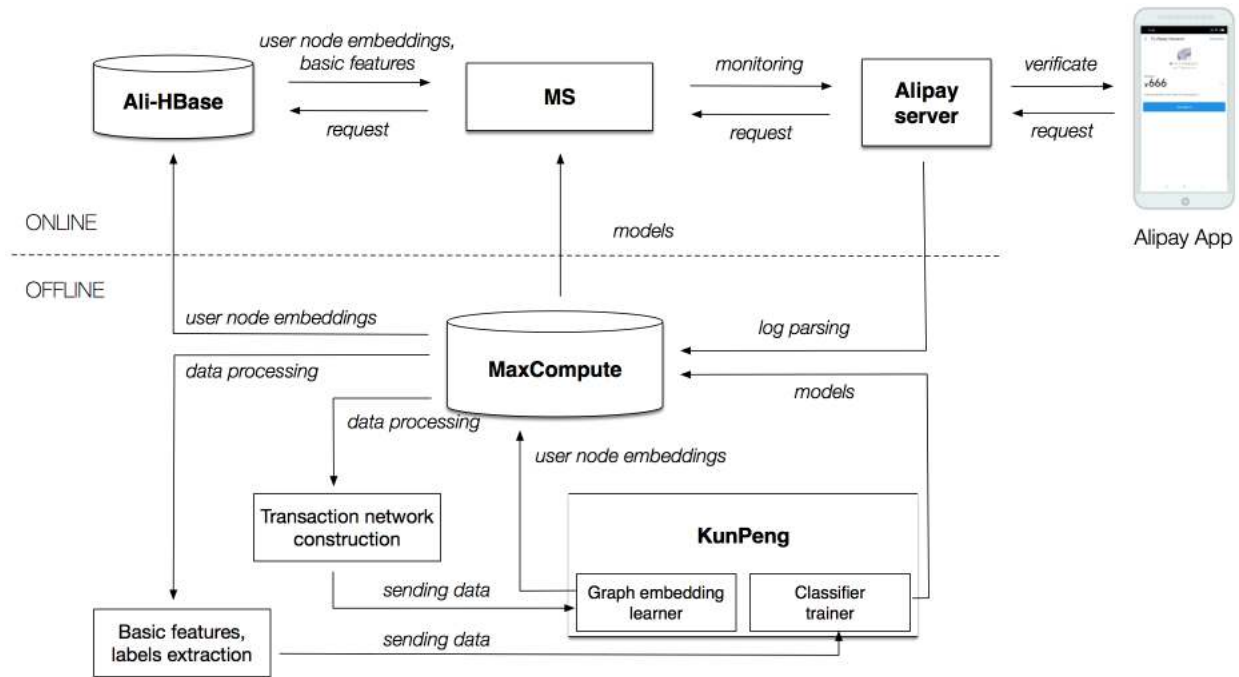 user node embeddings,
basic features
Ali-HBase
request
MS
monitoring
request
Alipay
server
verificate
request
¥666
Alipay App
ONLINE
models
OFFLINE
user node embeddings
data processing
MaxCompute
log parsing
models
data processing
user node embeddings
Transaction network
construction
KunPeng
sending data
Graph embedding
learner
Classifier
trainer
Basic features,
labels extraction
sending data